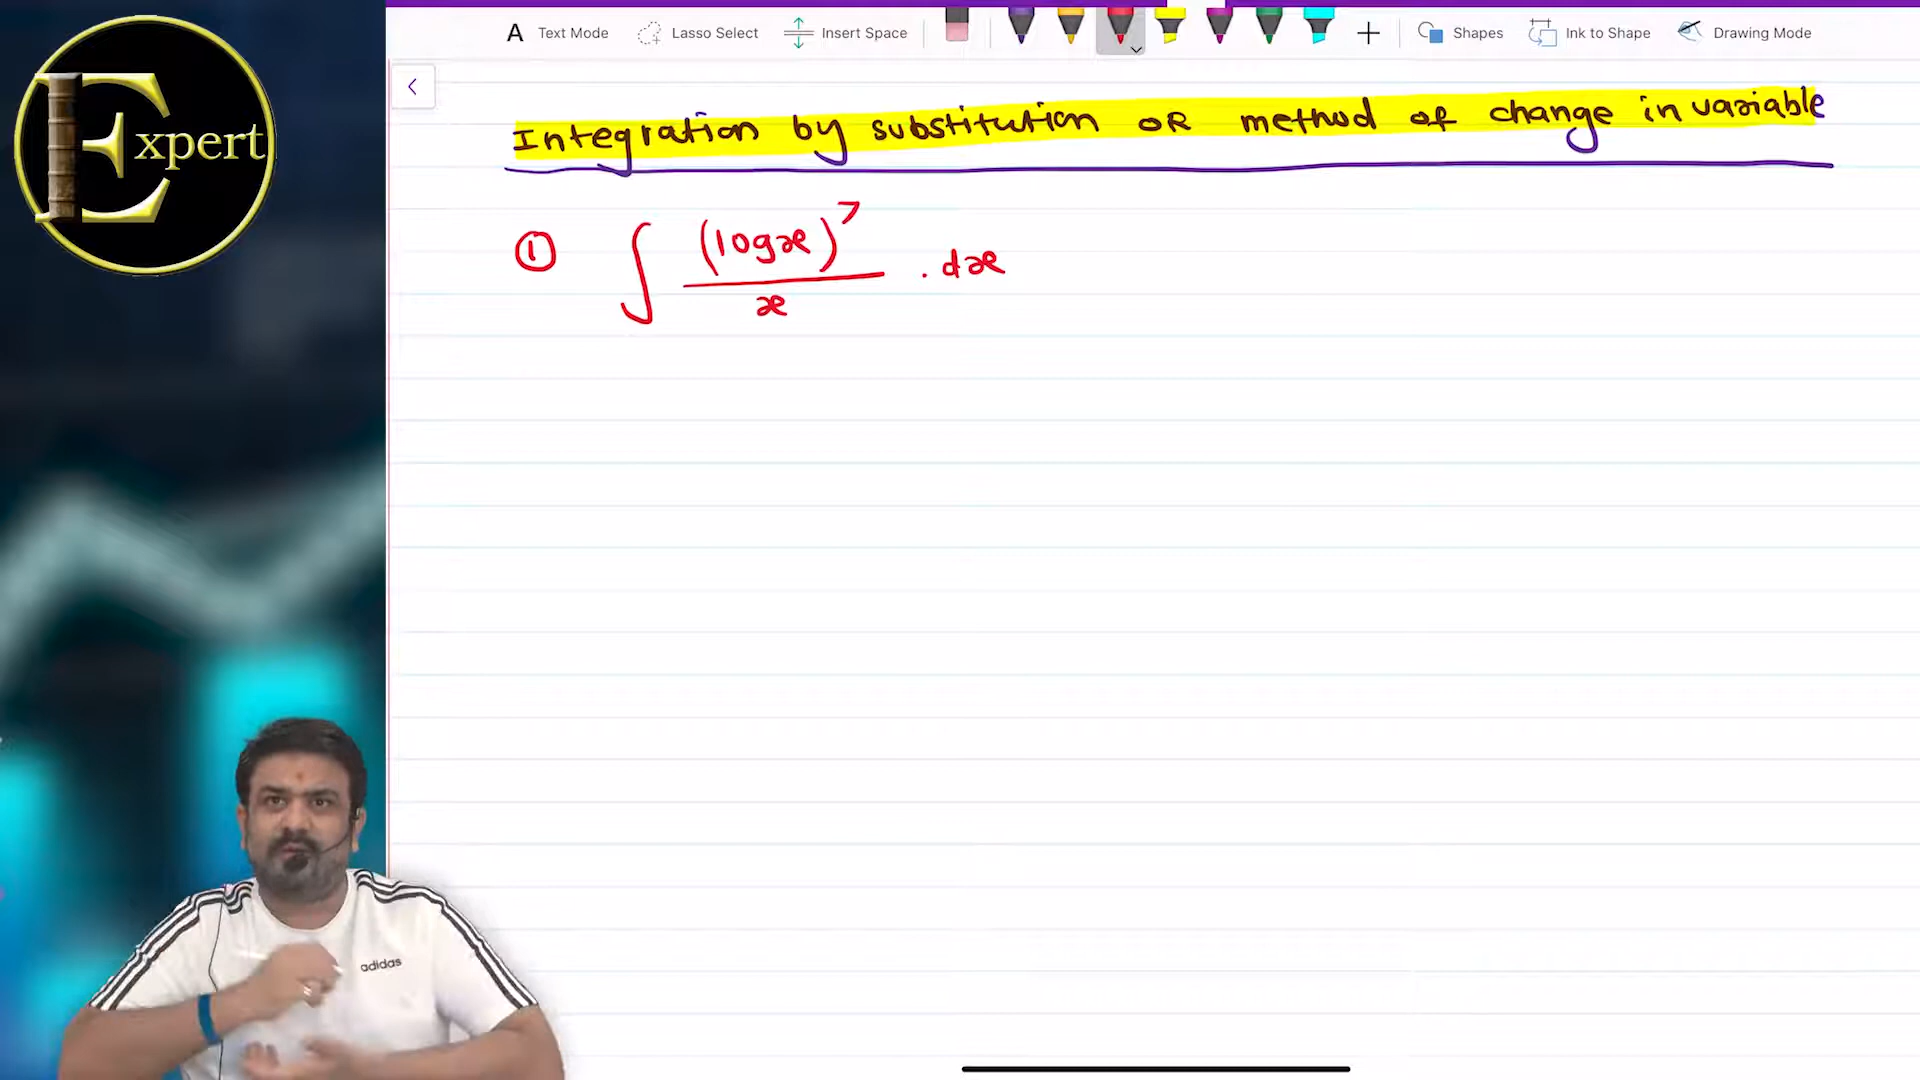 Expert
A Text Mode Lasso Select Insert Space Shapes Ink to Shape Drawing Mode
Integration by substitution OR method of change in variable
① ∫ (logx)^7 / x . dx
adidas